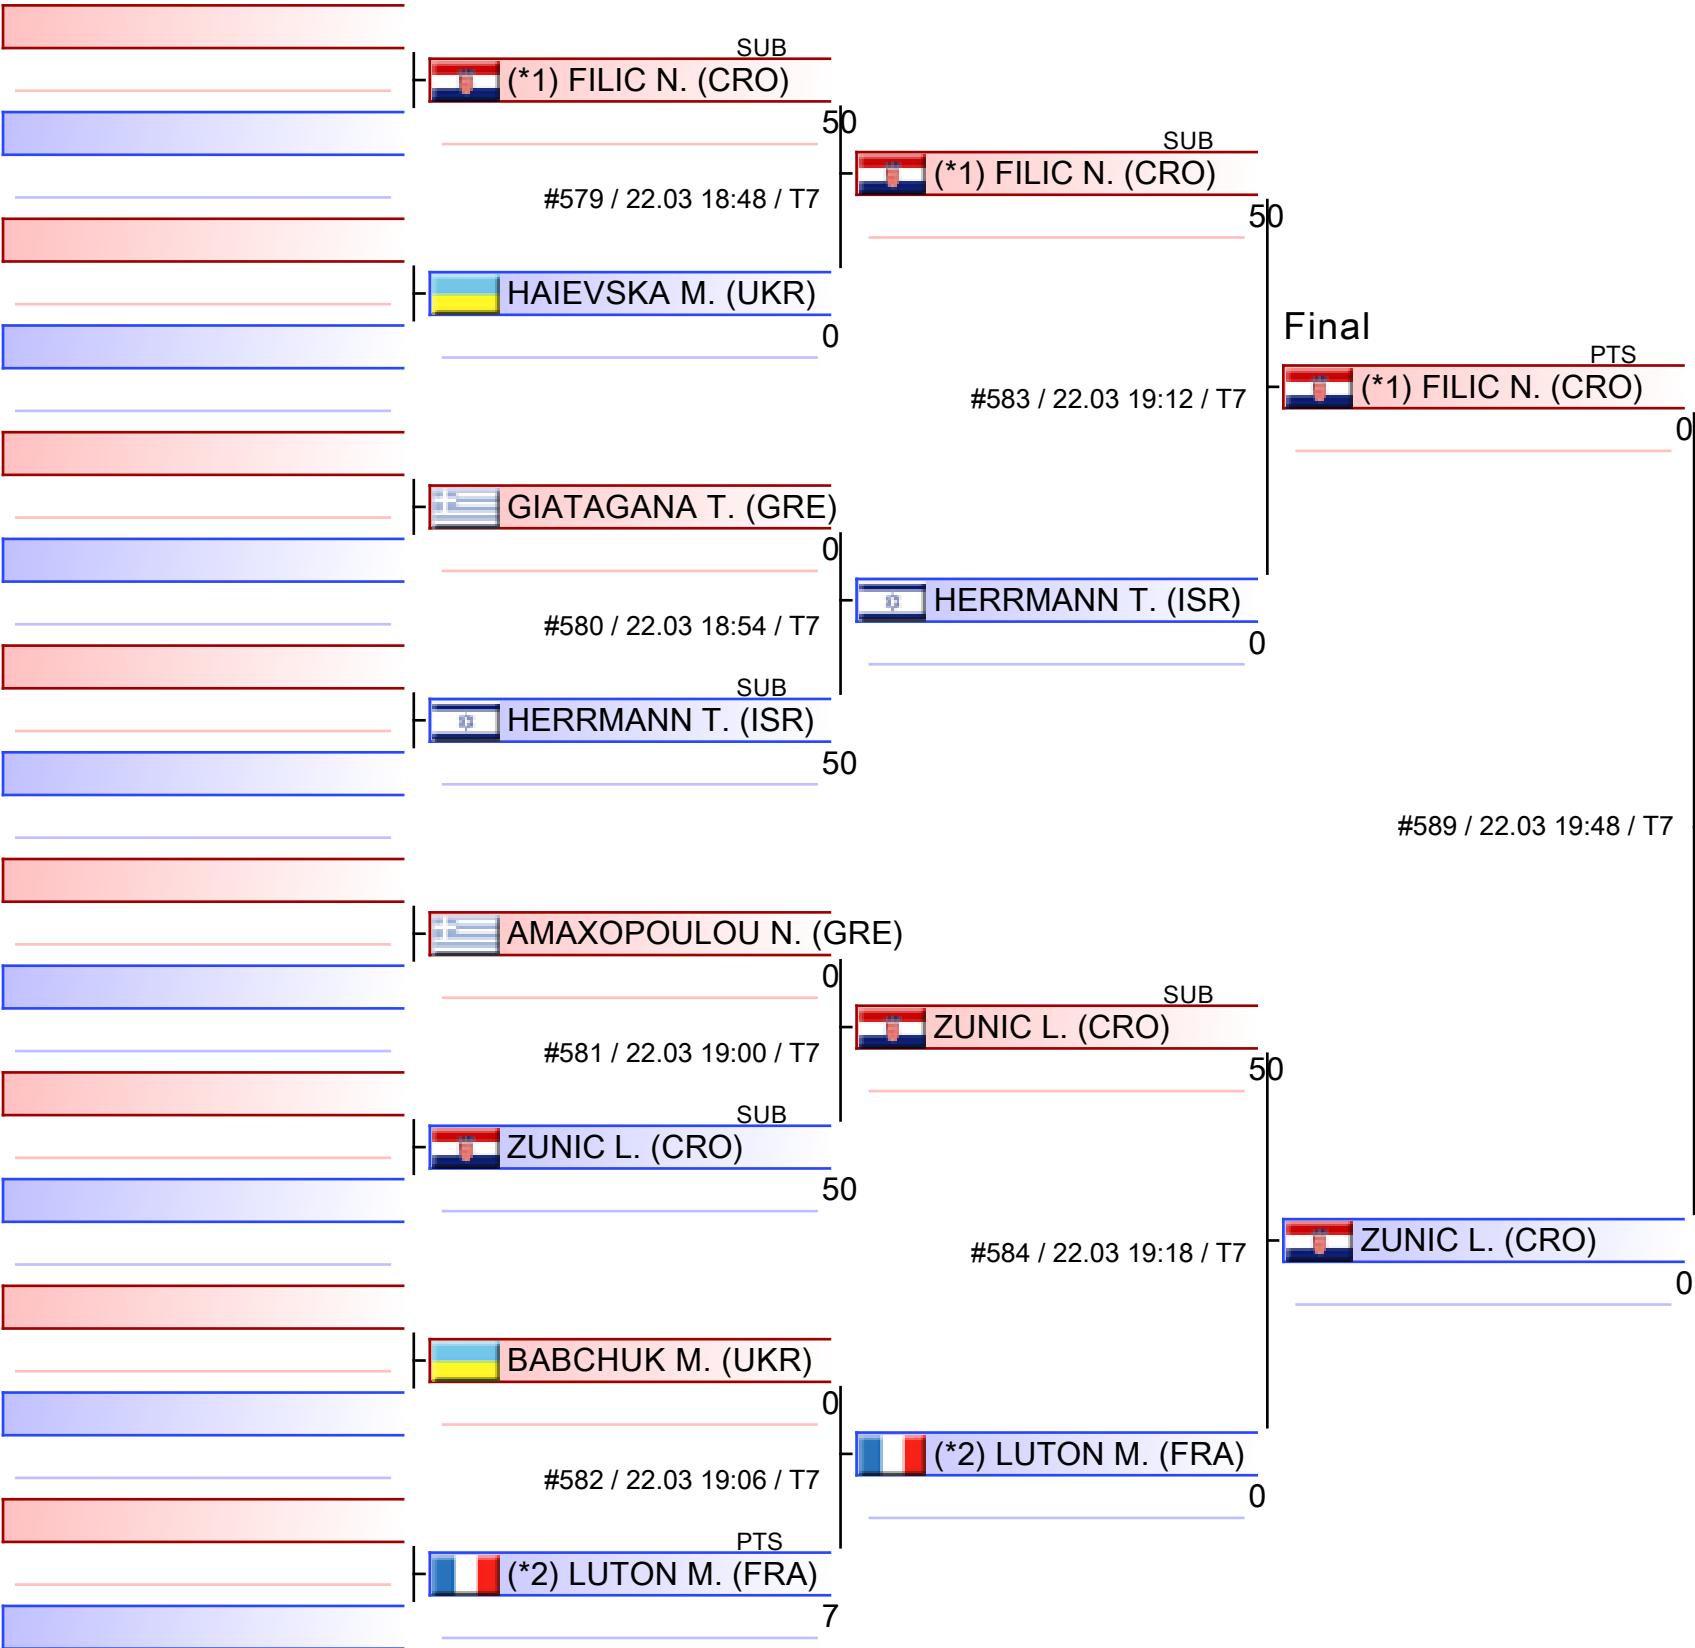 SUB
(*1) FILIC N. (CRO)
50
#579 / 22.03 18:48 / T7
HAIEVSKA M. (UKR)
0
GIATAGANA T. (GRE)
0
#580 / 22.03 18:54 / T7
SUB
HERRMANN T. (ISR)
50
AMAXOPOULOU N. (GRE)
0
#581 / 22.03 19:00 / T7
SUB
ZUNIC L. (CRO)
50
BABCHUK M. (UKR)
0
#582 / 22.03 19:06 / T7
PTS
(*2) LUTON M. (FRA)
7
SUB
(*1) FILIC N. (CRO)
50
#583 / 22.03 19:12 / T7
HERRMANN T. (ISR)
0
SUB
ZUNIC L. (CRO)
50
#584 / 22.03 19:18 / T7
(*2) LUTON M. (FRA)
0
Final
PTS
(*1) FILIC N. (CRO)
0
#589 / 22.03 19:48 / T7
ZUNIC L. (CRO)
0